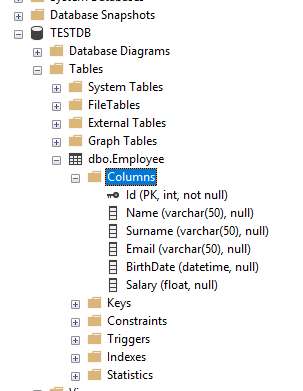 Database Snapshots
TESTDB
Database Diagrams
Tables
System Tables
FileTables
External Tables
Graph Tables
dbo.Employee
Columns
Id (PK, int, not null)
Name (varchar(50), null)
Surname (varchar(50), null)
Email (varchar(50), null)
BirthDate (datetime, null)
Salary (float, null)
Keys
Constraints
Triggers
Indexes
Statistics